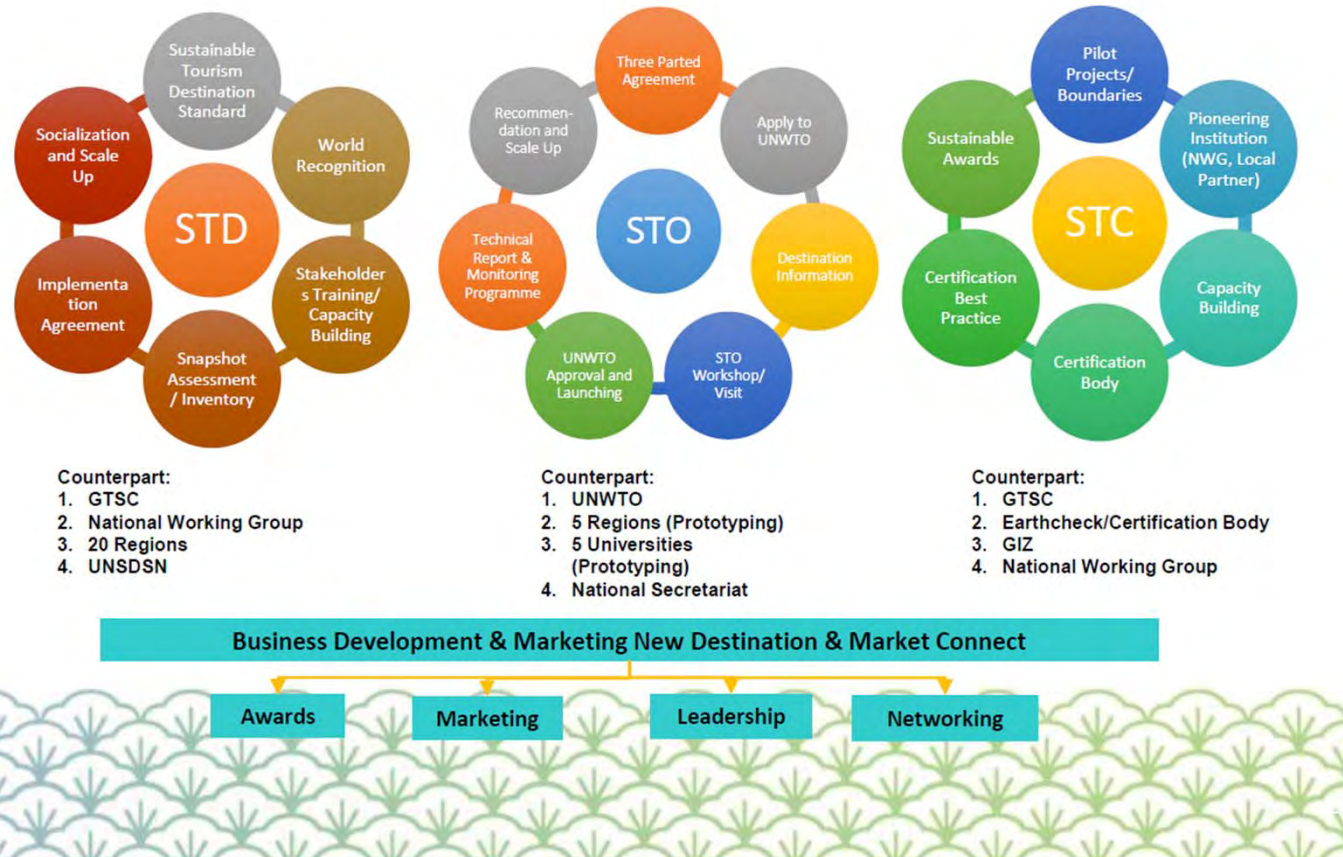 Sustainable
Tourism
Destination
Standard
World
Recognition
Stakeholder
s Training/
Capacity
Building
Snapshot
Assessment
/ Inventory
Implementa
tion
Agreement
Socialization
and Scale
Up
STD
Three Parted
Agreement
Apply to
UNWTO
Destination
Information
STO
Workshop/
Visit
UNWTO
Approval and
Launching
Technical
Report &
Monitoring
Programme
Recommen-
dation and
Scale Up
STO
Pilot
Projects/
Boundaries
Pioneering
Institution
(NWG, Local
Partner)
Capacity
Building
Certification
Body
Certification
Best
Practice
Sustainable
Awards
STC
Counterpart:
1. GTSC
2. National Working Group
3. 20 Regions
4. UNSDSN
Counterpart:
1. UNWTO
2. 5 Regions (Prototyping)
3. 5 Universities
(Prototyping)
4. National Secretariat
Counterpart:
1. GTSC
2. Earthcheck/Certification Body
3. GIZ
4. National Working Group
Business Development & Marketing New Destination & Market Connect
Awards
Marketing
Leadership
Networking